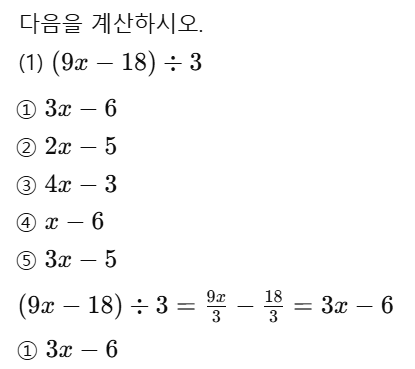 다음을 계산하시오.
(1) (9x − 18) ÷ 3
① 3x − 6
② 2x − 5
③ 4x − 3
④ x − 6
⑤ 3x − 5
(9x − 18) ÷ 3 = 9x/3 − 18/3 = 3x − 6
① 3x − 6